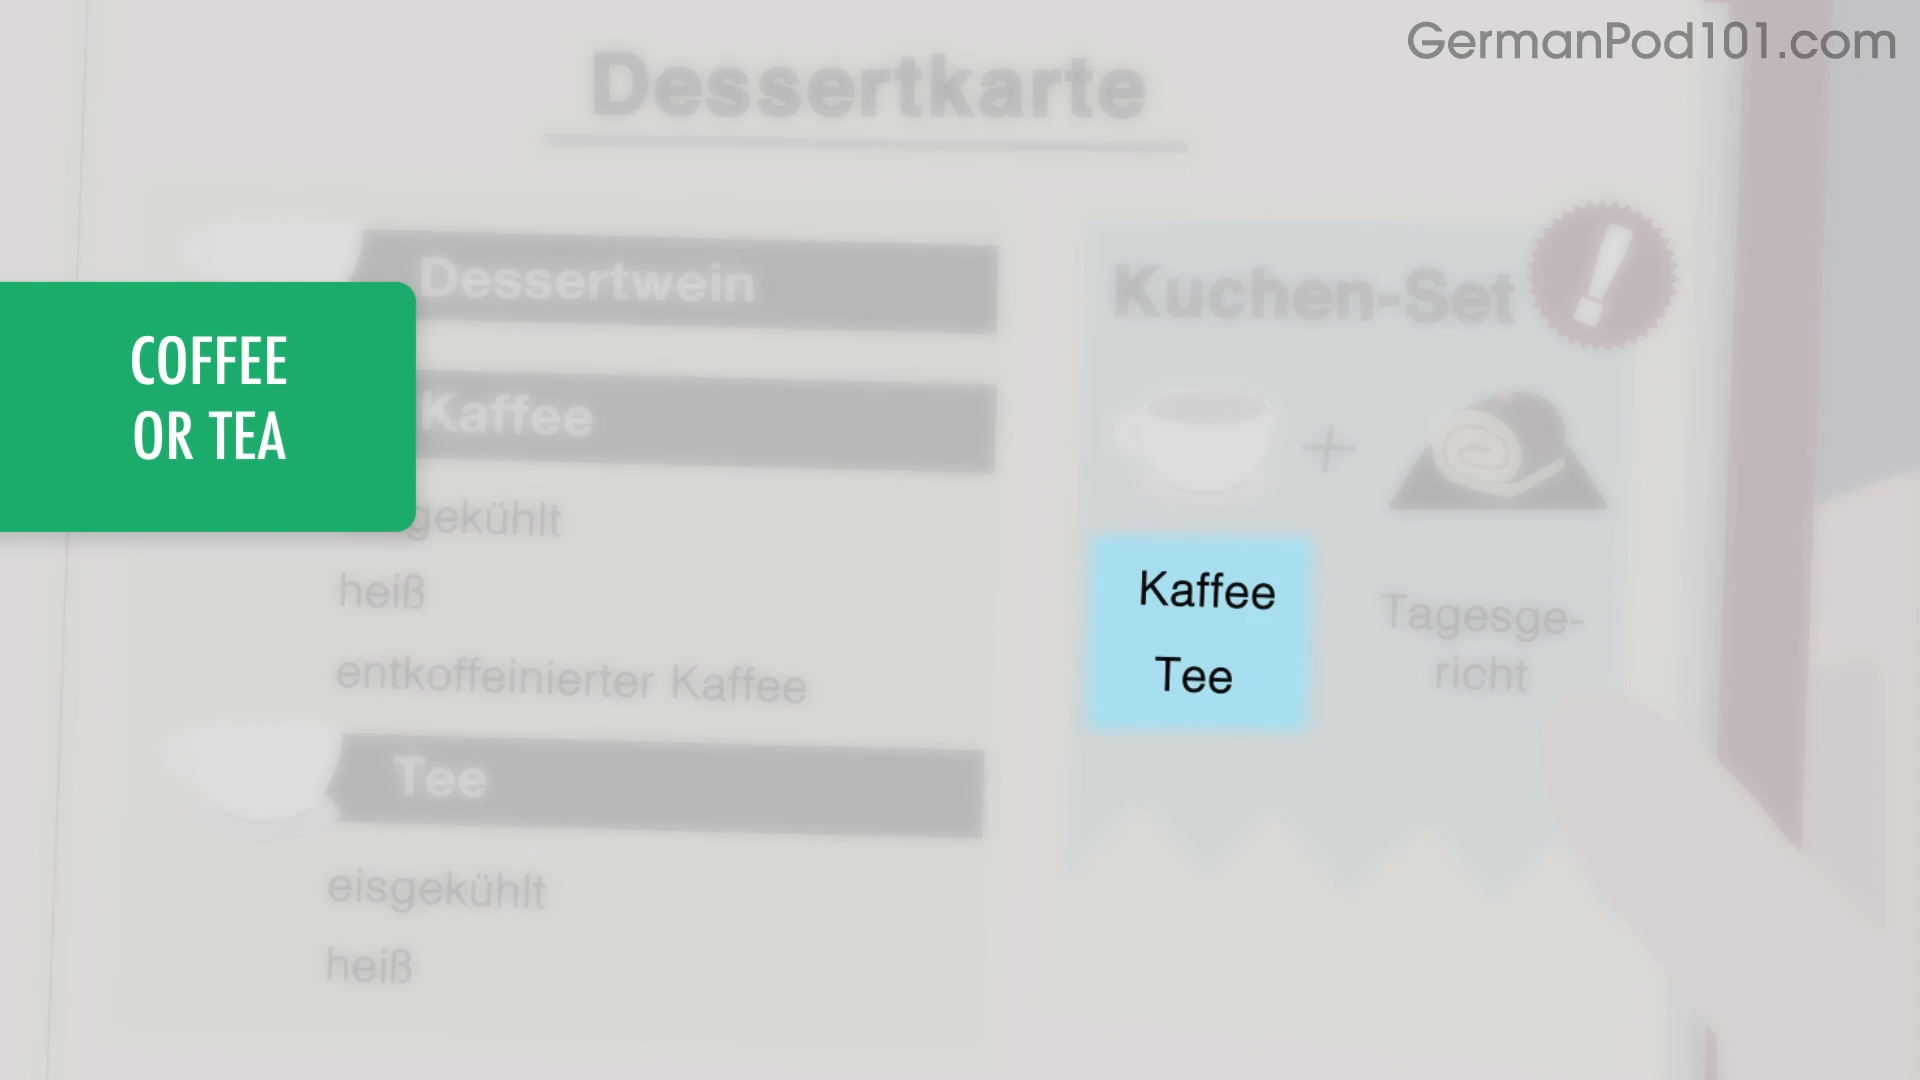 GermanPod101.com
Dessertkarte
Dessertwein
Kaffee
gekühlt
heiß
entkoffeinierter Kaffee
Tee
eisgekühlt
heiß
COFFEE
OR TEA
Kuchen-Set
!
+
Kaffee
Tee
Tagesge-
richt